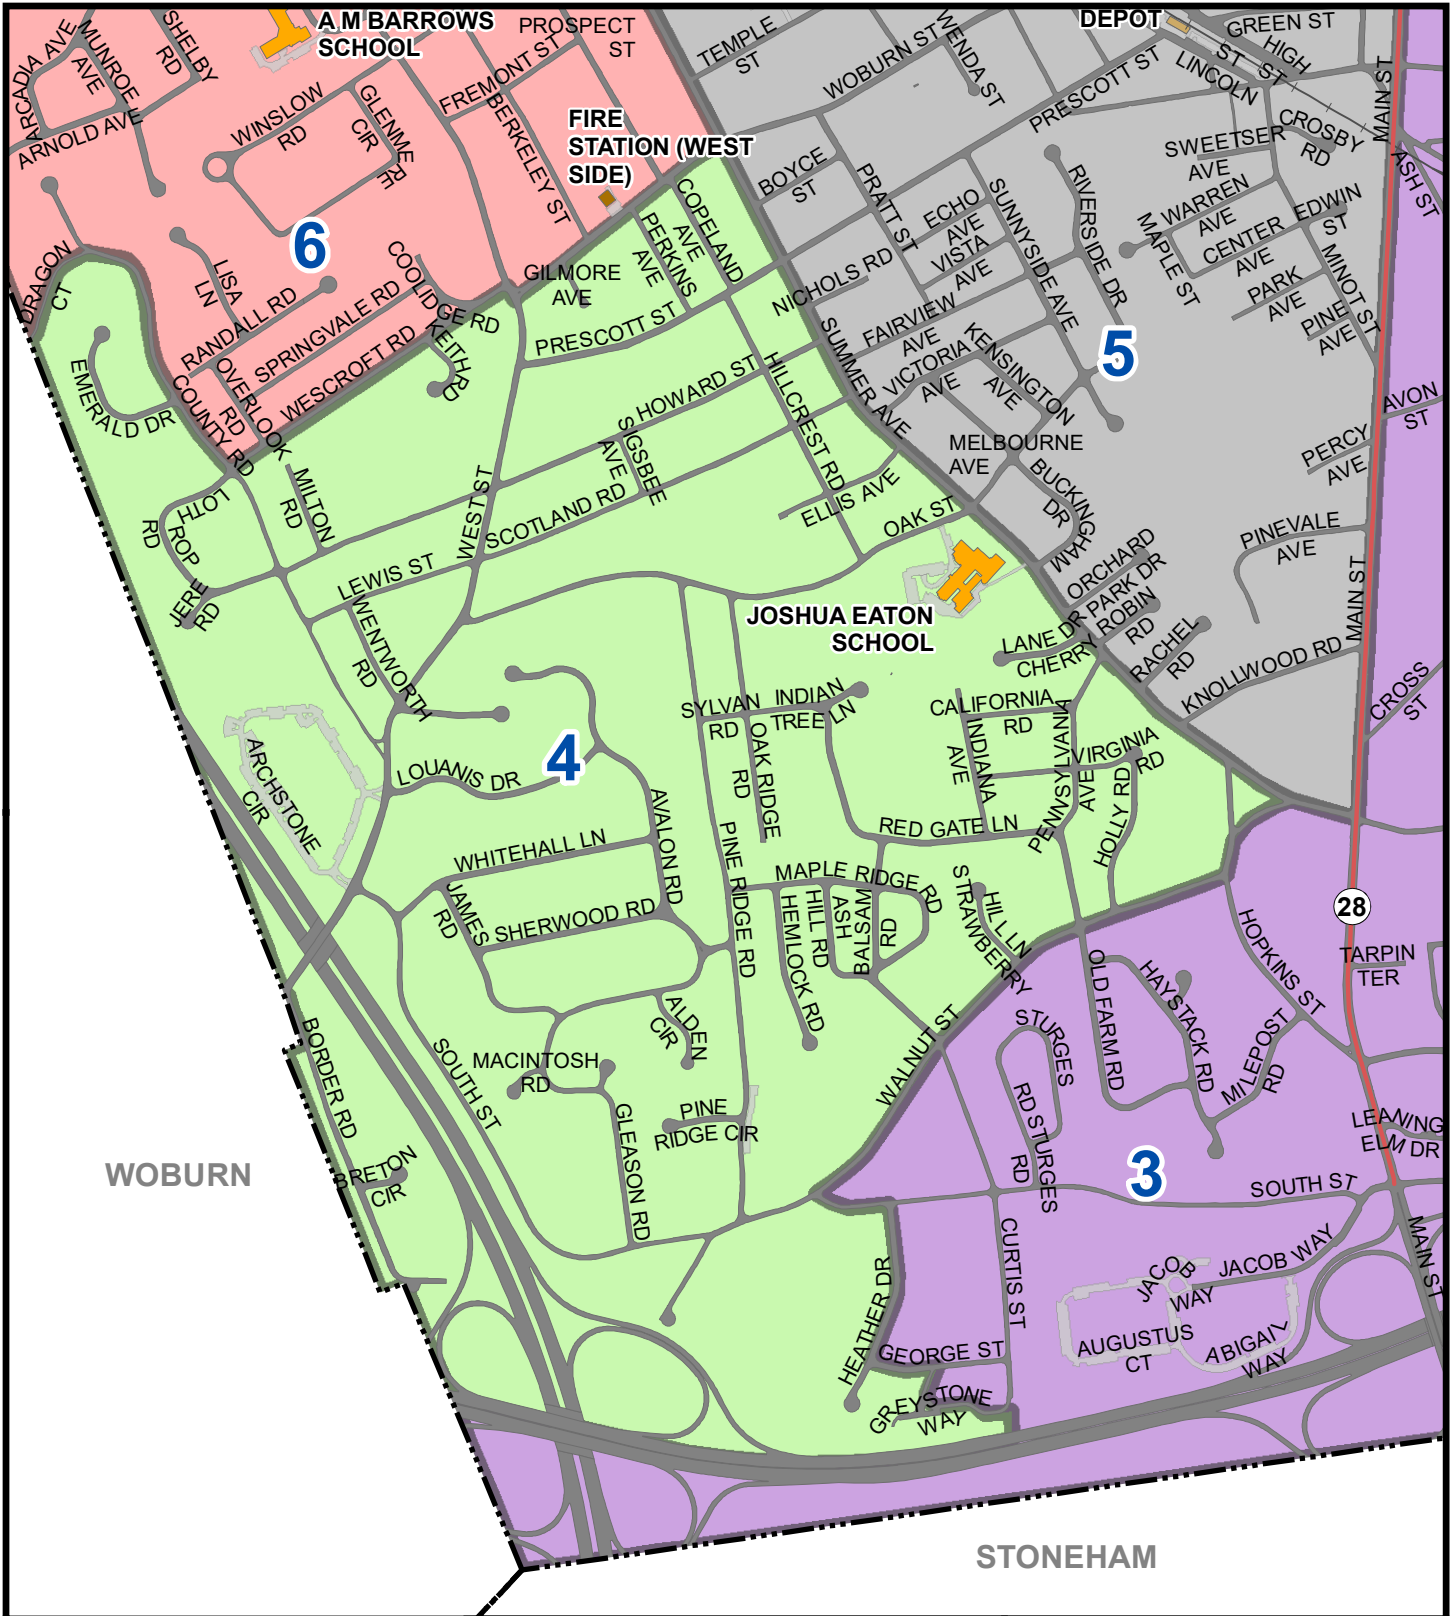 A M BARROWS
SCHOOL
PROSPECT
ST
DEPOT
GREEN ST
HIGH
ST
ST
LINCOLN
ARCADIA AVE
MUNROE
AVE
SHELBY
RD
ARNOLD AVE
WINSLOW
RD
GLENME
RE
CIR
FREMONT ST
BERKELEY ST
FIRE
STATION (WEST
SIDE)
TEMPLE
ST
WOBURN ST
WENDA ST
PRESCOTT ST
MAIN ST
CROSBY
RD
SWEETSER
AVE
ASH ST
BOYCE
ST
PRATT ST
ECHO
AVE
VISTA
AVE
SUNNYSIDE AVE
RIVERSIDE DR
WARREN
AVE
MAPLE ST
CENTER
AVE
EDWIN
ST
PARK
AVE
MINOT ST
PINE
AVE
6
DRAGON
CT
LISA
LN
COOLIDGE RD
COPELAND
AVE
PERKINS
AVE
GILMORE
AVE
NICHOLS RD
RANDALL RD
SPRINGVALE RD
WESCROFT RD
KEITH RD
PRESCOTT ST
FAIRVIEW
AVE
VICTORIA
AVE
KENSINGTON
AVE
5
EMERALD DR
COUNTY RD
OVERLOOK
RD
SUMMER AVE
HILLCREST RD
HOWARD ST
SIGSBEE
AVE
MELBOURNE
AVE
BUCKINGHAM
DR
AVON
ST
PERCY
AVE
MILTON
RD
LOTH
ROP
RD
WEST ST
SCOTLAND RD
ELLIS AVE
OAK ST
PINEVALE
AVE
JERE
RD
LEWIS ST
WENTWORTH
RD
JOSHUA EATON
SCHOOL
ORCHARD
PARK DR
ROBIN
RD
LANE DR
CHERRY
RACHEL
RD
MAIN ST
KNOLLWOOD RD
CROSS
ST
SYLVAN
RD
INDIAN
TREE LN
OAK RIDGE
RD
CALIFORNIA
RD
INDIANA
AVE
PENNSYLVANIA
AVE
VIRGINIA
RD
HOLLY RD
ARCHSTONE
CIR
LOUANIS DR
4
AVALON RD
PINE RIDGE RD
RED GATE LN
WHITEHALL LN
JAMES
RD
SHERWOOD RD
MAPLE RIDGE
RD
HEMLOCK RD
HILL RD
ASH
BALSAM
RD
STRAWBERRY
HILL LN
28
HOPKINS ST
TARPIN
TER
OLD FARM RD
HAYSTACK RD
MILEPOST
RD
BORDER RD
SOUTH ST
MACINTOSH
RD
ALDEN
CIR
WALNUT ST
STURGES
RD
STURGES
RD
PINE
RIDGE CIR
GLEASON RD
LEANING
ELM DR
WOBURN
BRETON
CIR
3
SOUTH ST
CURTIS ST
HEATHER DR
JACOB
WAY
JACOB WAY
MAIN ST
GEORGE ST
AUGUSTUS
CT
ABIGAIL
WAY
GREYSTONE
WAY
STONEHAM